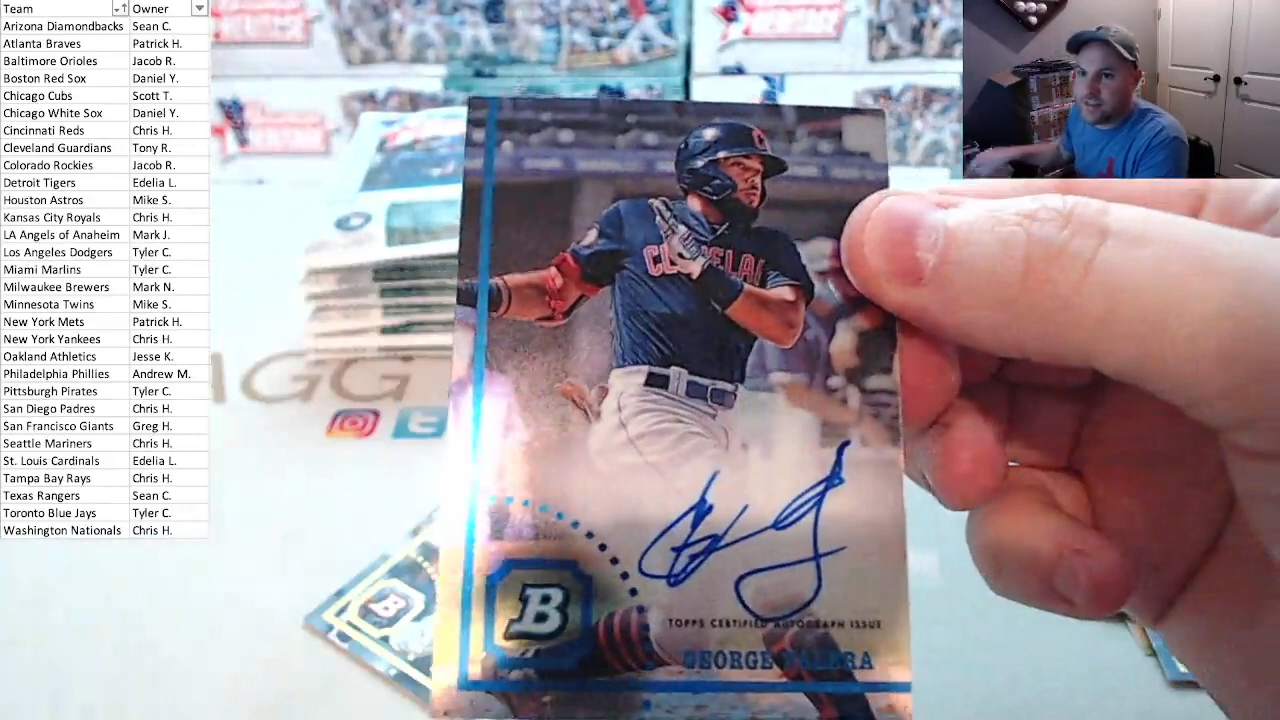 Team Owner
Arizona Diamondbacks Sean C.
Atlanta Braves Patrick H.
Baltimore Orioles Jacob R.
Boston Red Sox Daniel Y.
Chicago Cubs Scott T.
Chicago White Sox Daniel Y.
Cincinnati Reds Chris H.
Cleveland Guardians Tony R.
Colorado Rockies Jacob R.
Detroit Tigers Edelia L.
Houston Astros Mike S.
Kansas City Royals Chris H.
LA Angels of Anaheim Mark J.
Los Angeles Dodgers Tyler C.
Miami Marlins Tyler C.
Milwaukee Brewers Mark N.
Minnesota Twins Mike S.
New York Mets Patrick H.
New York Yankees Chris H.
Oakland Athletics Jesse K.
Philadelphia Phillies Andrew M.
Pittsburgh Pirates Tyler C.
San Diego Padres Chris H.
San Francisco Giants Greg H.
Seattle Mariners Chris H.
St. Louis Cardinals Edelia L.
Tampa Bay Rays Chris H.
Texas Rangers Sean C.
Toronto Blue Jays Tyler C.
Washington Nationals Chris H.
AGG
C
B
TOPPS CERTIFIED AUTOGRAPH ISSUE
GEORGE VALERA
B